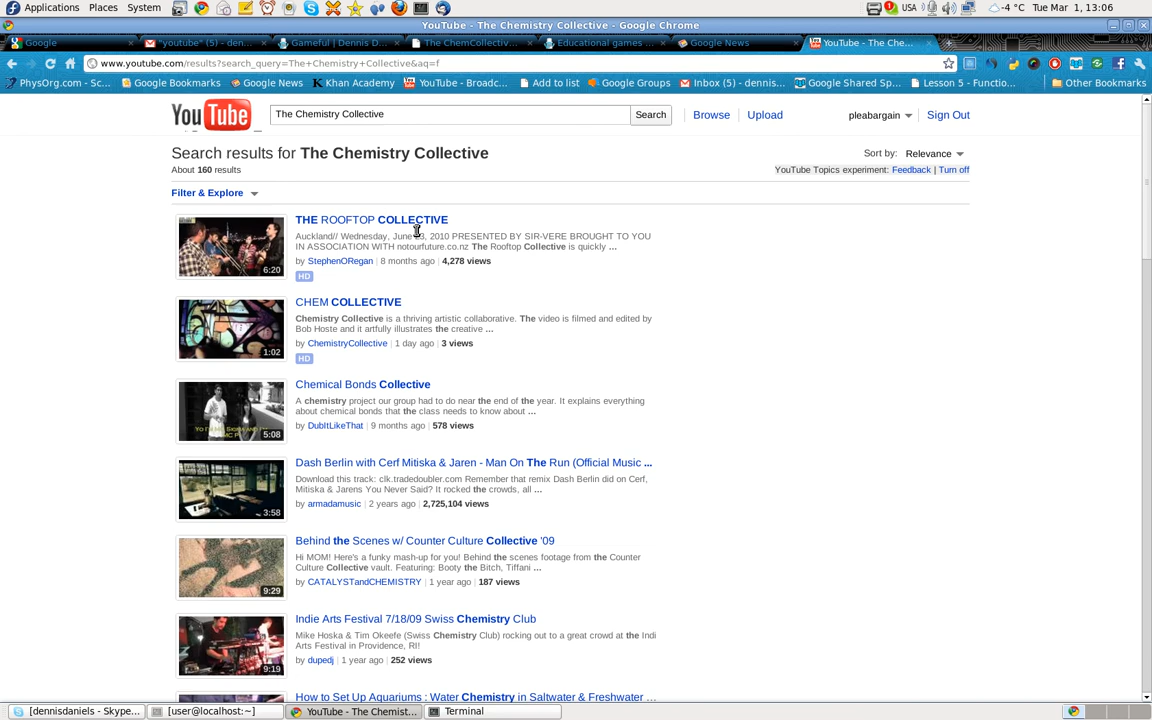 Applications Places System USA -4 °C Tue Mar 1, 13:06
YouTube - The Chemistry Collective - Google Chrome
Google "youtube" (5) - den... Gameful | Dennis D... The ChemCollectiv... Educational games ... Google News YouTube - The Che...
www.youtube.com/results?search_query=The+Chemistry+Collective&aq=f
PhysOrg.com (... Google Bookmarks Khan Academy YouTube - Broadc... Add to list Google Groups Inbox (5) - dennis... Google Shared Sp... Lesson 5 - Functio... Other Bookmarks
YouTube The Chemistry Collective Search Browse Upload pleabargain Sign Out
Search results for The Chemistry Collective Sort by: Relevance
About 160 results YouTube Topics experiment: Feedback | Turn off
Filter & Explore
THE ROOFTOP COLLECTIVE
Auckland// Wednesday, June 23, 2010 PRESENTED BY SIR-VERE BROUGHT TO YOU
IN ASSOCIATION WITH notourfuture.co.nz The Rooftop Collective is quickly ...
by StephenORegan | 8 months ago | 4,278 views
6:20
HD
CHEM COLLECTIVE
Chemistry Collective is a thriving artistic collaborative. The video is filmed and edited by
Bob Hoste and it artfully illustrates the creative ...
by ChemistryCollective | 1 day ago | 3 views
1:02
HD
Chemical Bonds Collective
A chemistry project our group had to do near the end of the year. It explains everything
about chemical bonds that the class needs to know about ...
by DubItLikeThat | 9 months ago | 578 views
5:08
Dash Berlin with Cerf Mitiska & Jaren - Man On The Run (Official Music ...
Download this track: clk.tradedoubler.com Remember that remix Dash Berlin did on Cerf,
Mitiska & Jarens You Never Said? It rocked the crowds, all ...
by armadamusic | 2 years ago | 2,725,104 views
3:58
Behind the Scenes w/ Counter Culture Collective '09
Hi MOM! Here's a funky mash-up for you! Behind the scenes footage from the Counter
Culture Collective vault. Featuring: Booty the Bitch, Tiffani ...
by CATALYSTandCHEMISTRY | 1 year ago | 187 views
9:29
Indie Arts Festival 7/18/09 Swiss Chemistry Club
Mike Hoska & Tim Okeefe (Swiss Chemistry Club) rocking out to a great crowd at the Indi
Arts Festival in Providence, RI!
by dupedj | 1 year ago | 252 views
9:19
How to Set Up Aquariums : Water Chemistry in Saltwater & Freshwater ...
[dennisdaniels - Skype... [user@localhost:~] YouTube - The Chemist... Terminal